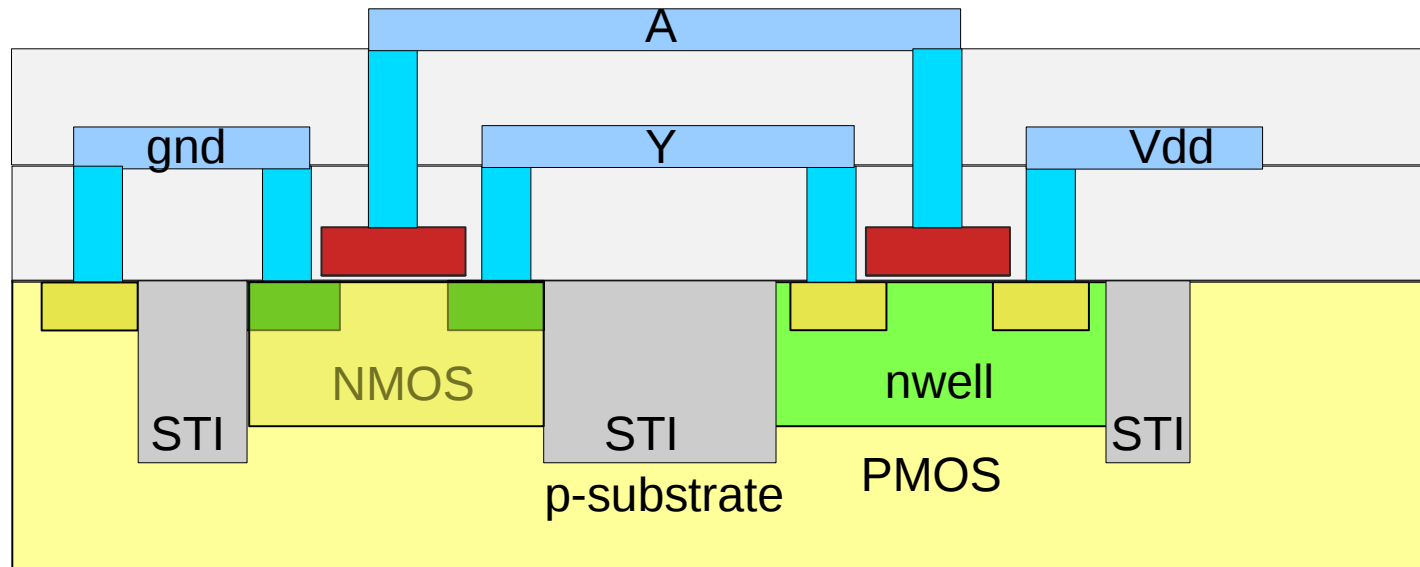 A
gnd
Y
Vdd
NMOS
nwell
STI
STI
STI
p-substrate
PMOS